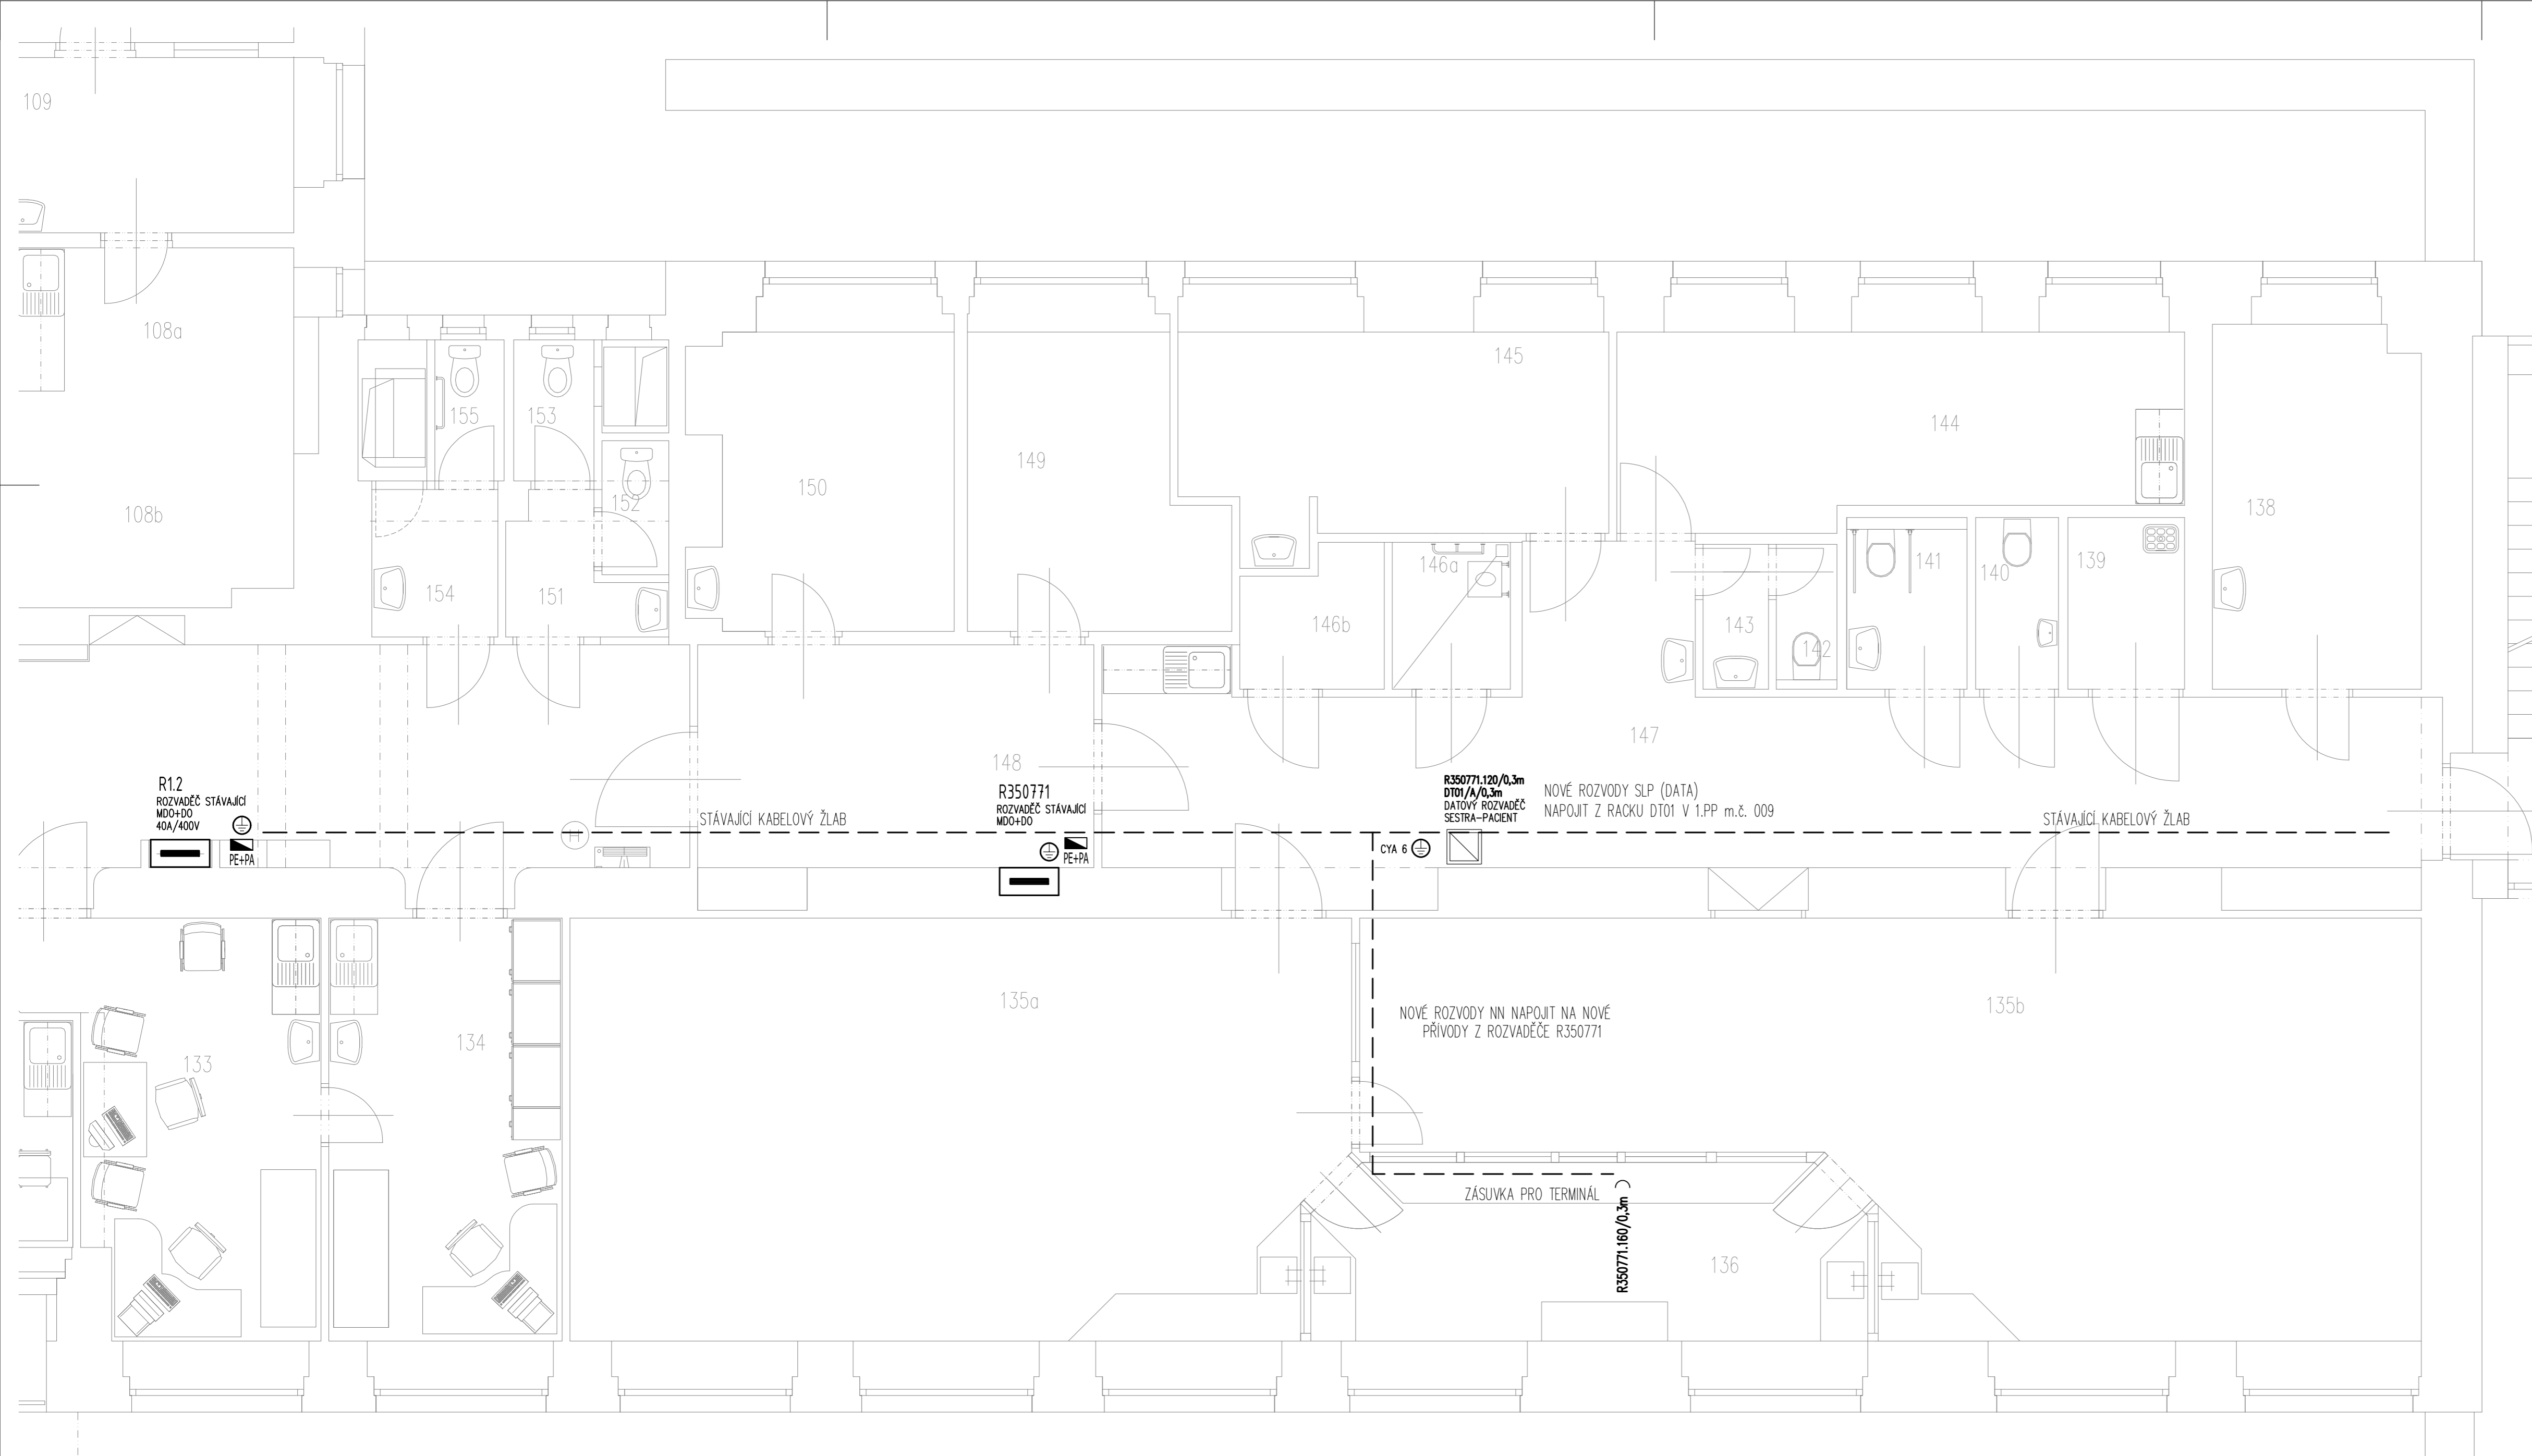 109
108a
108b
155
153
152
154
151
150
149
145
144
138
146a
146b
143
142
141
140
139
147
148
R1.2
ROZVADĚČ STÁVAJÍCÍ
MDO+DO
40A/400V
PE+PA
STÁVAJÍCÍ KABELOVÝ ŽLAB
H
R350771
ROZVADĚČ STÁVAJÍCÍ
MDO+DO
PE+PA
R350771.120/0,3m
DT01/A/0,3m
DATOVÝ ROZVADĚČ
SESTRA-PACIENT
CYA 6
NOVÉ ROZVODY SLP (DATA)
NAPOJIT Z RACKU DT01 V 1.PP m.č. 009
STÁVAJÍCÍ KABELOVÝ ŽLAB
133
134
135a
135b
NOVÉ ROZVODY NN NAPOJIT NA NOVÉ
PŘÍVODY Z ROZVADĚČE R350771
ZÁSUVKA PRO TERMINÁL
R350771.160/0,3m
136